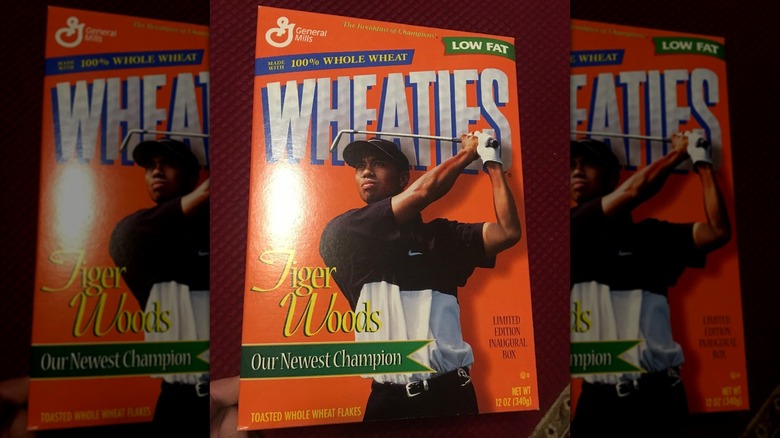 The Breakfast of Champions
General Mills
LOW FAT
MADE WITH 100% WHOLE WHEAT
WHEATIES
Tiger Woods
Our Newest Champion
LIMITED
EDITION
INAUGURAL
BOX
TOASTED WHOLE WHEAT FLAKES
NET WT
12 OZ (340g)